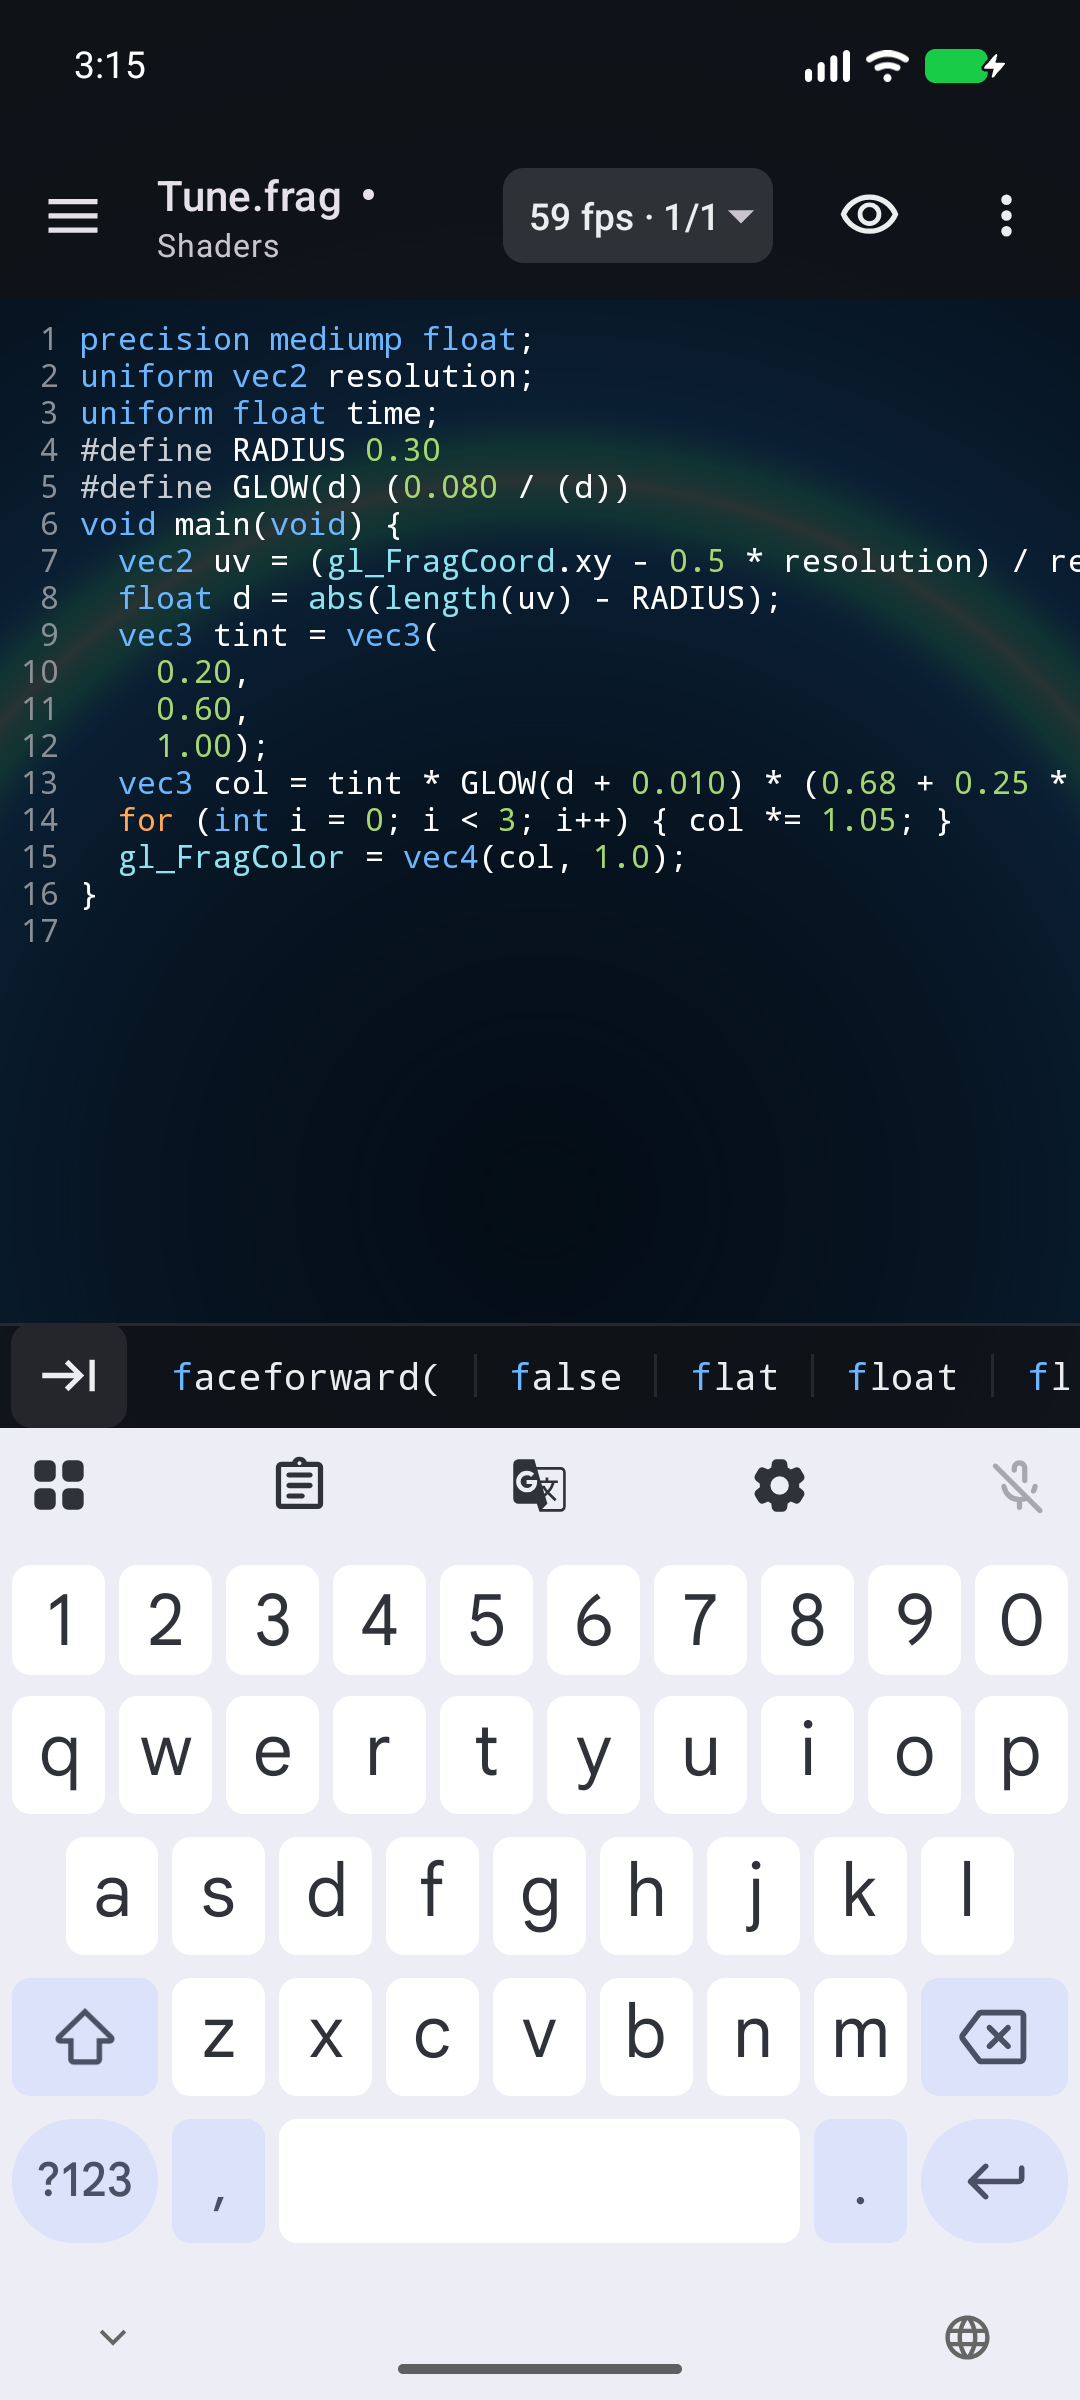 3:15
Tune.frag •
Shaders
59 fps · 1/1
1 precision mediump float;
2 uniform vec2 resolution;
3 uniform float time;
4 #define RADIUS 0.30
5 #define GLOW(d) (0.080 / (d))
6 void main(void) {
7   vec2 uv = (gl_FragCoord.xy - 0.5 * resolution) / re
8   float d = abs(length(uv) - RADIUS);
9   vec3 tint = vec3(
10     0.20,
11     0.60,
12     1.00);
13   vec3 col = tint * GLOW(d + 0.010) * (0.68 + 0.25 *
14   for (int i = 0; i < 3; i++) { col *= 1.05; }
15   gl_FragColor = vec4(col, 1.0);
16 }
17
faceforward( false flat float fl
1 2 3 4 5 6 7 8 9 0
q w e r t y u i o p
a s d f g h j k l
z x c v b n m
?123 , .